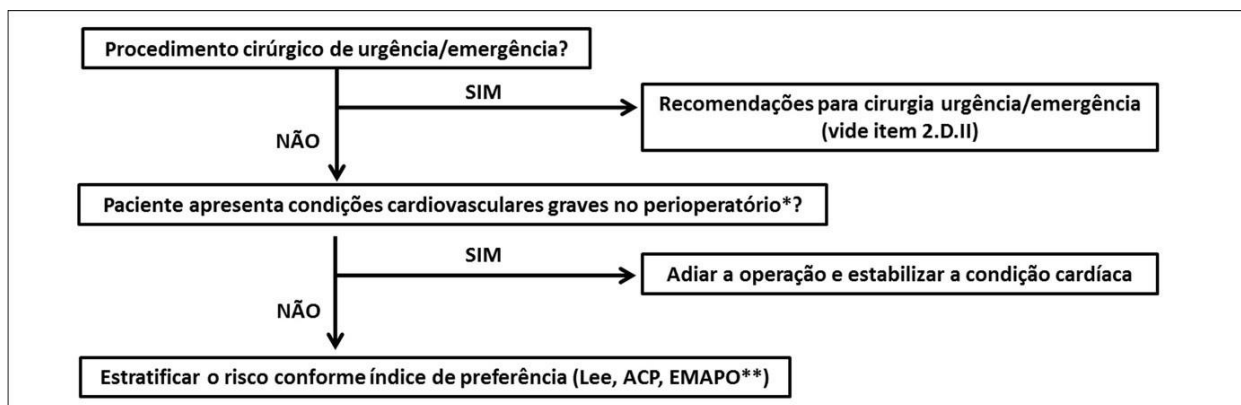 Procedimento cirúrgico de urgência/emergência?
SIM
Recomendações para cirurgia urgência/emergência
(vide item 2.D.II)
NÃO
Paciente apresenta condições cardiovasculares graves no perioperatório*?
SIM
Adiar a operação e estabilizar a condição cardíaca
NÃO
Estratificar o risco conforme índice de preferência (Lee, ACP, EMAPO**)